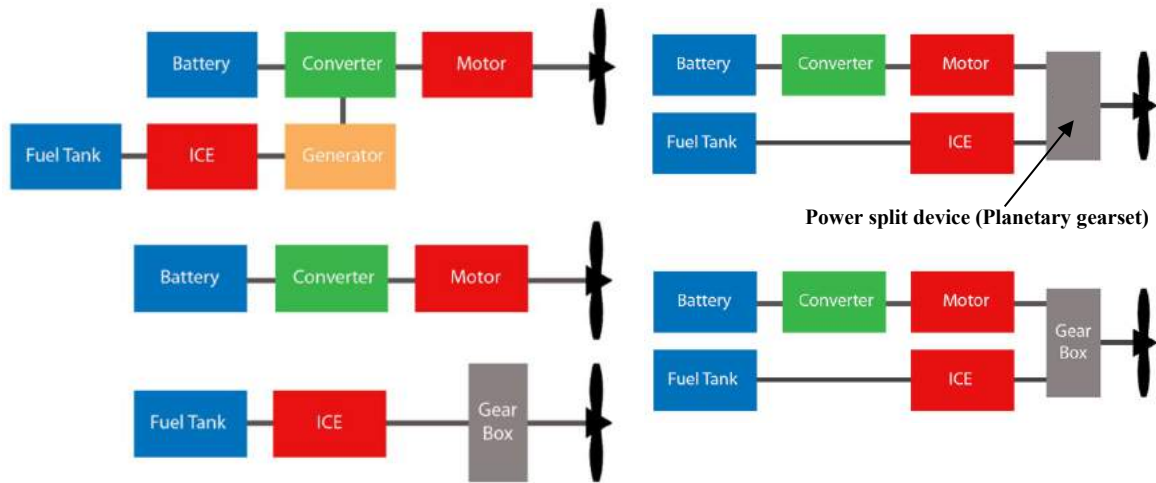 Battery
Converter
Motor
Fuel Tank
ICE
Generator
Battery
Converter
Motor
Fuel Tank
ICE
Power split device (Planetary gearset)
Battery
Converter
Motor
Fuel Tank
ICE
Gear
Box
Battery
Converter
Motor
Fuel Tank
ICE
Gear
Box